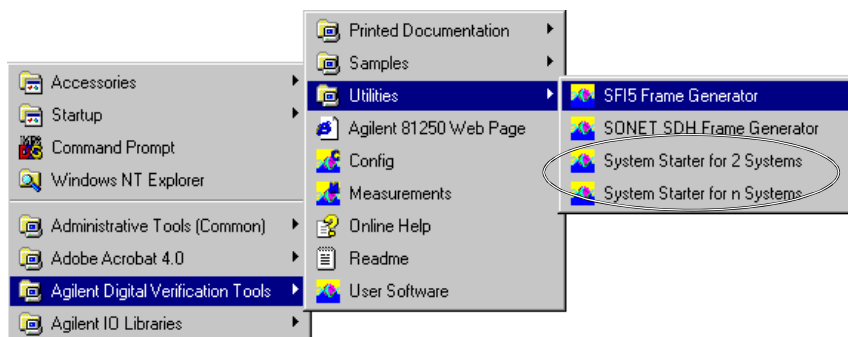 Accessories
Startup
Command Prompt
Windows NT Explorer
Administrative Tools (Common)
Adobe Acrobat 4.0
Agilent Digital Verification Tools
Agilent IO Libraries
Printed Documentation
Samples
Utilities
Agilent 81250 Web Page
Config
Measurements
Online Help
Readme
User Software
SFI5 Frame Generator
SONET SDH Frame Generator
System Starter for 2 Systems
System Starter for n Systems